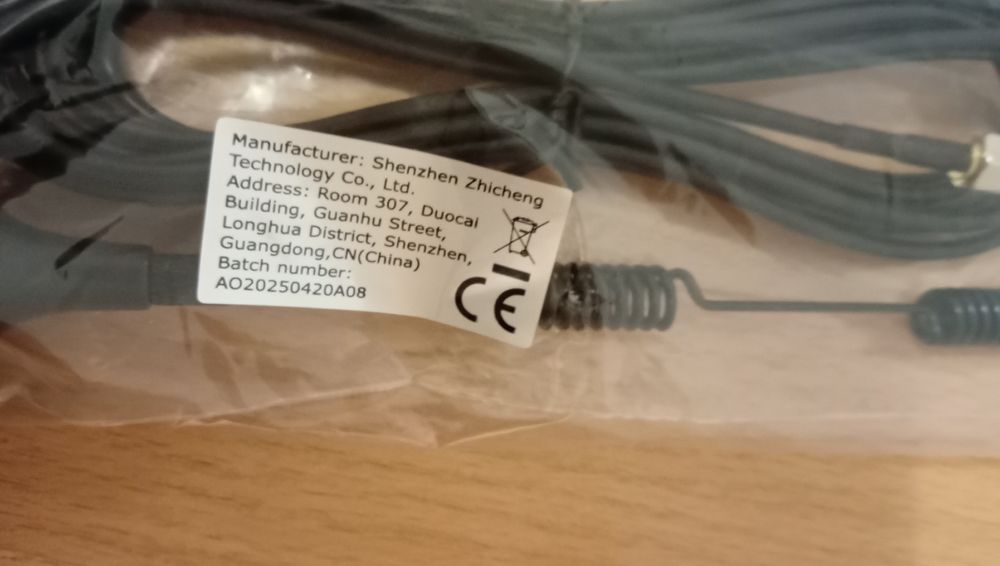 Manufacturer: Shenzhen Zhicheng
Technology Co., Ltd.
Address: Room 307, Duocai
Building, Guanhu Street,
Longhua District, Shenzhen,
Guangdong,CN(China)
Batch number:
AO20250420A08
CE